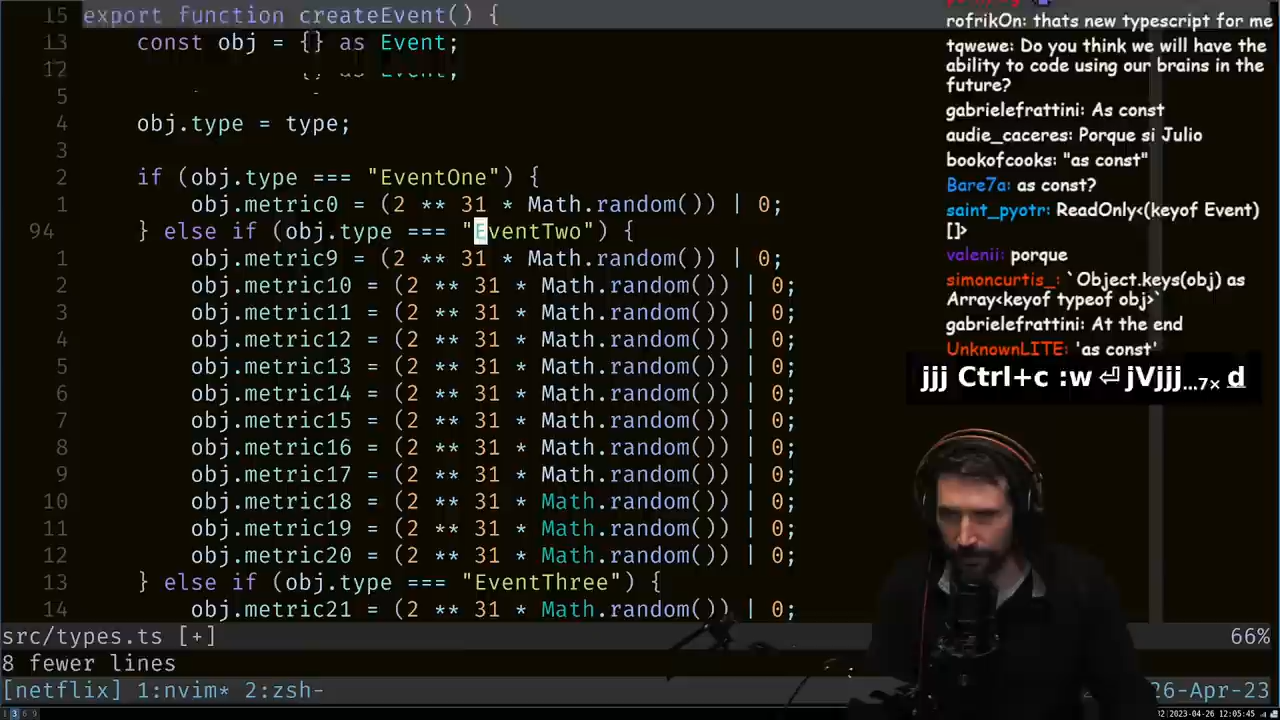 15 export function createEvent() {
13 const obj = {} as Event;
12 {} as Event;
5
4 obj.type = type;
3
2 if (obj.type === "EventOne") {
1 obj.metric0 = (2 ** 31 * Math.random()) | 0;
94 } else if (obj.type === "EventTwo") {
1 obj.metric9 = (2 ** 31 * Math.random()) | 0;
2 obj.metric10 = (2 ** 31 * Math.random()) | 0;
3 obj.metric11 = (2 ** 31 * Math.random()) | 0;
4 obj.metric12 = (2 ** 31 * Math.random()) | 0;
5 obj.metric13 = (2 ** 31 * Math.random()) | 0;
6 obj.metric14 = (2 ** 31 * Math.random()) | 0;
7 obj.metric15 = (2 ** 31 * Math.random()) | 0;
8 obj.metric16 = (2 ** 31 * Math.random()) | 0;
9 obj.metric17 = (2 ** 31 * Math.random()) | 0;
10 obj.metric18 = (2 ** 31 * Math.random()) | 0;
11 obj.metric19 = (2 ** 31 * Math.random()) | 0;
12 obj.metric20 = (2 ** 31 * Math.random()) | 0;
13 } else if (obj.type === "EventThree") {
14 obj.metric21 = (2 ** 31 * Math.random()) | 0;
src/types.ts [+] 66%
8 fewer lines
[netflix] 1:nvim* 2:zsh- 26-Apr-23
2023-04-26 12:05:45
rofrikOn: thats new typescript for me
tqwewe: Do you think we will have the
ability to code using our brains in the
future?
gabrielefrattini: As const
audie_caceres: Porque si Julio
bookofcooks: "as const"
Bare7a: as const?
saint_pyotr: ReadOnly<(keyof Event)
[]>
valenii: porque
simoncurtis_: `Object.keys(obj) as
Array<keyof typeof obj>`
gabrielefrattini: At the end
UnknownLITE: 'as const'
jjj Ctrl+c :w ⏎ jVjjj...7× d